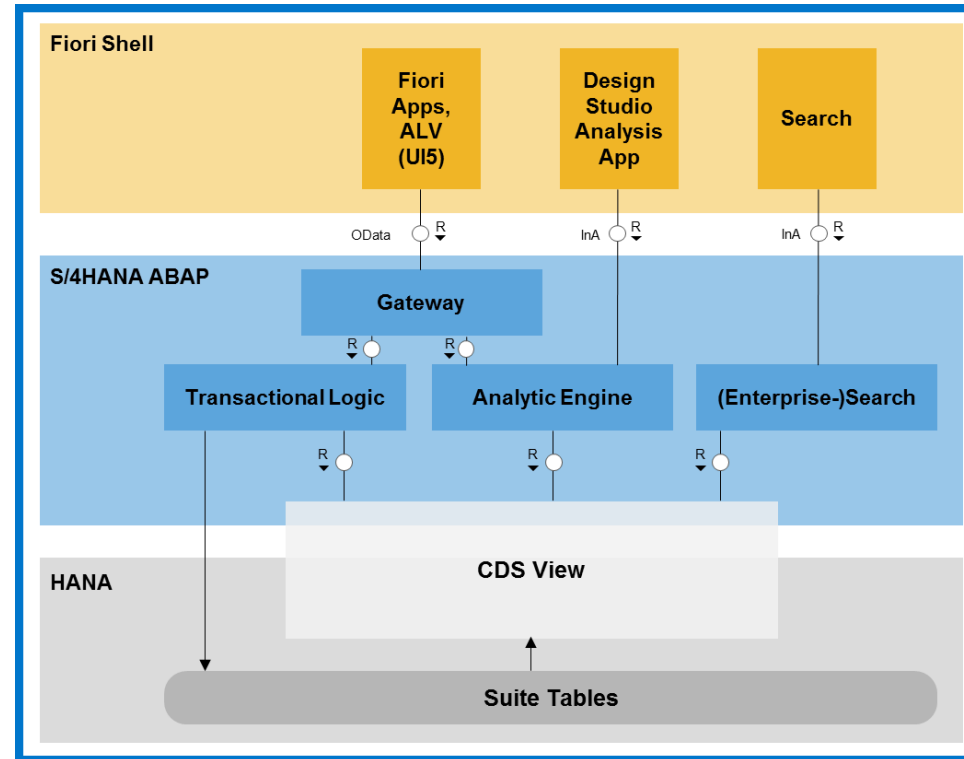 Fiori Shell
Fiori
Apps,
ALV
(UI5)
Design
Studio
Analysis
App
Search
OData
R
InA
R
InA
R
S/4HANA ABAP
Gateway
R
R
Transactional Logic
Analytic Engine
(Enterprise-)Search
R
R
R
CDS View
HANA
Suite Tables